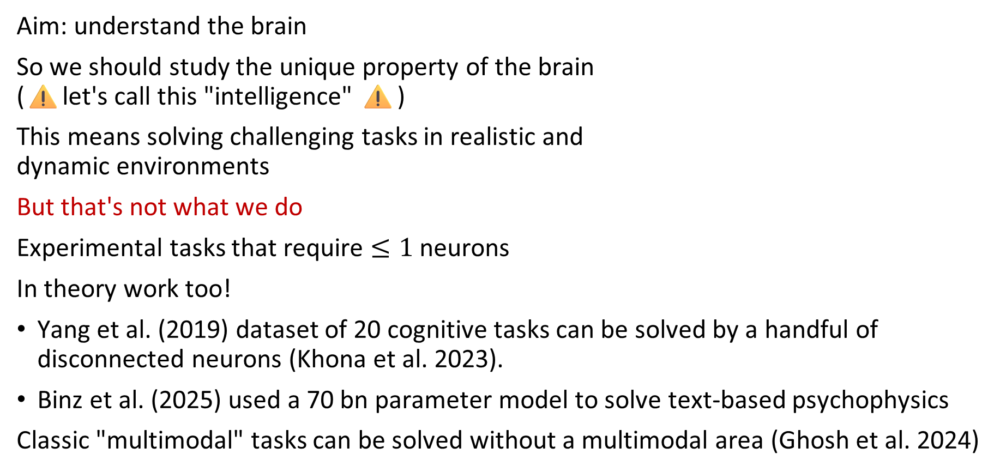 Aim: understand the brain
So we should study the unique property of the brain
( ⚠️ let's call this "intelligence" ⚠️ )
This means solving challenging tasks in realistic and
dynamic environments
But that's not what we do
Experimental tasks that require ≤ 1 neurons
In theory work too!
• Yang et al. (2019) dataset of 20 cognitive tasks can be solved by a handful of
disconnected neurons (Khona et al. 2023).
• Binz et al. (2025) used a 70 bn parameter model to solve text-based psychophysics
Classic "multimodal" tasks can be solved without a multimodal area (Ghosh et al. 2024)